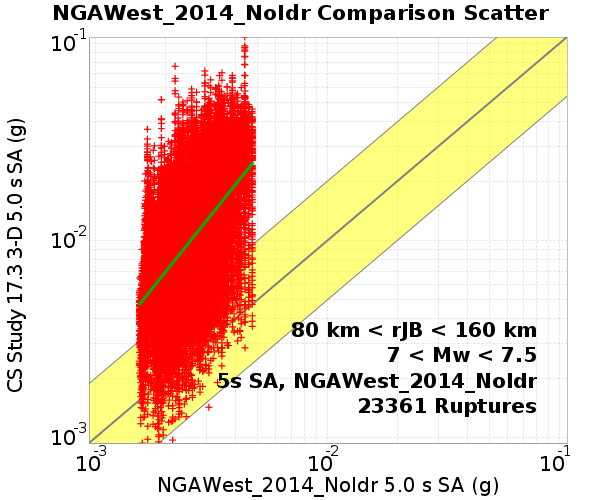 NGAWest_2014_NoIdr Comparison Scatter
10-1
10-2
10-3
CS Study 17.3 3-D 5.0 s SA (g)
80 km < rJB < 160 km
7 < Mw < 7.5
5s SA, NGAWest_2014_NoIdr
23361 Ruptures
10-3 10-2 10-1
NGAWest_2014_NoIdr 5.0 s SA (g)